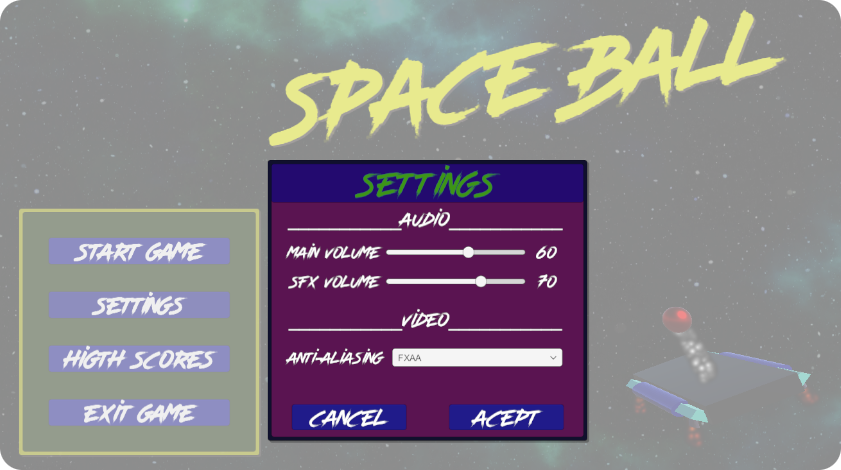 SPACE BALL
SETTINGS
AUDIO
MAIN VOLUME 60
SFX VOLUME 70
VIDEO
ANTI-ALIASING FXAA
CANCEL ACEPT
START GAME
SETTINGS
HIGTH SCORES
EXIT GAME